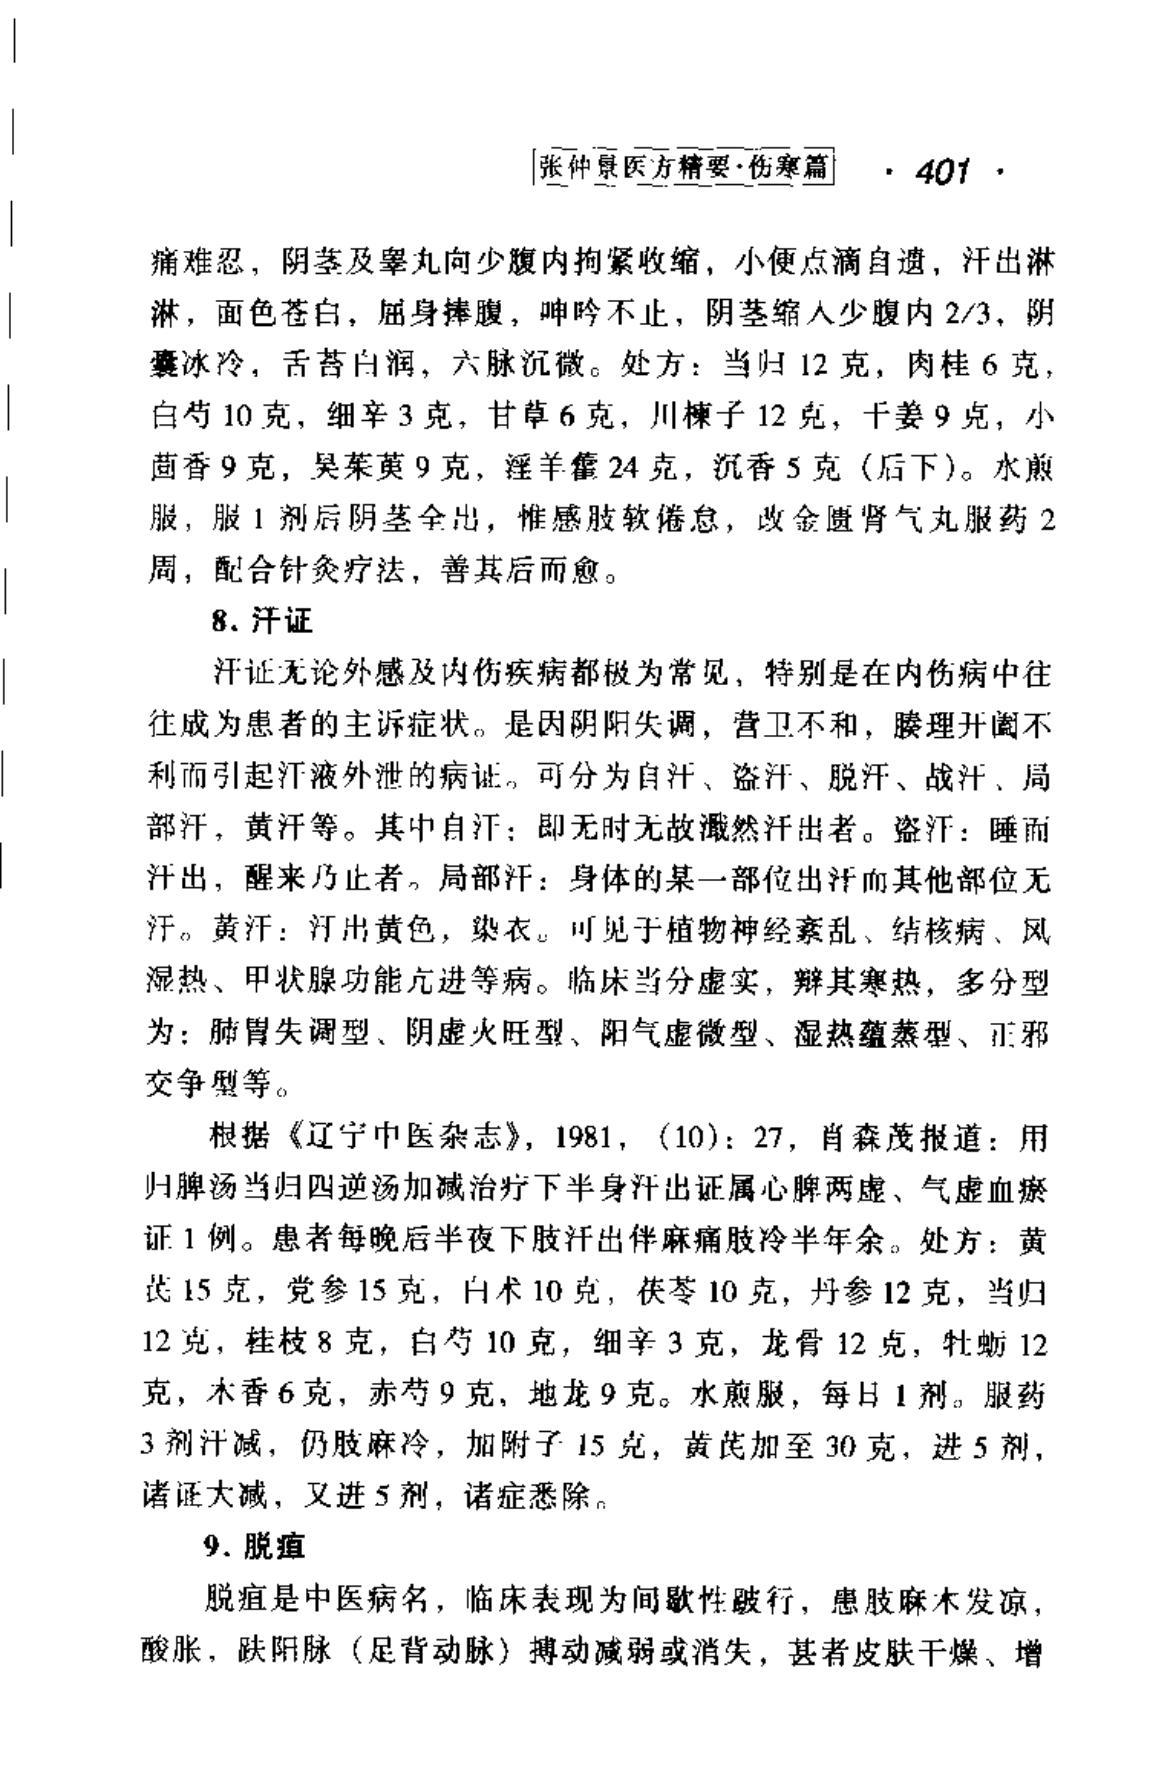 张仲景医方精要·伤寒篇 · 401 ·
痛难忍，阴茎及睾丸向少腹内拘紧收缩，小便点滴自遗，汗出淋
淋，面色苍白，屈身捧腹，呻吟不止，阴茎缩入少腹内 2/3，阴
囊冰冷，舌苔白润，六脉沉微。处方：当归 12 克，肉桂 6 克，
白芍 10 克，细辛 3 克，甘草 6 克，川楝子 12 克，干姜 9 克，小
茴香 9 克，吴茱萸 9 克，淫羊藿 24 克，沉香 5 克（后下）。水煎
服，服 1 剂后阴茎全出，惟感肢软倦怠，改金匮肾气丸服药 2
周，配合针灸疗法，善其后而愈。
8. 汗证
汗证无论外感及内伤疾病都极为常见，特别是在内伤病中往
往成为患者的主诉症状。是因阴阳失调，营卫不和，腠理开阖不
利而引起汗液外泄的病证。可分为自汗、盗汗、脱汗、战汗、局
部汗，黄汗等。其中自汗：即无时无故濈然汗出者。盗汗：睡而
汗出，醒来乃止者。局部汗：身体的某一部位出汗而其他部位无
汗。黄汗：汗出黄色，染衣。可见于植物神经紊乱、结核病、风
湿热、甲状腺功能亢进等病。临床当分虚实，辨其寒热，多分型
为：肺胃失调型、阴虚火旺型、阳气虚微型、湿热蕴蒸型、正邪
交争型等。
根据《辽宁中医杂志》，1981，（10）：27，肖森茂报道：用
归脾汤当归四逆汤加减治疗下半身汗出证属心脾两虚、气虚血瘀
证 1 例。患者每晚后半夜下肢汗出伴麻痛肢冷半年余。处方：黄
芪 15 克，党参 15 克，白术 10 克，茯苓 10 克，丹参 12 克，当归
12 克，桂枝 8 克，白芍 10 克，细辛 3 克，龙骨 12 克，牡蛎 12
克，木香 6 克，赤芍 9 克，地龙 9 克。水煎服，每日 1 剂。服药
3 剂汗减，仍肢麻冷，加附子 15 克，黄芪加至 30 克，进 5 剂，
诸证大减，又进 5 剂，诸症悉除。
9. 脱疽
脱疽是中医病名，临床表现为间歇性跛行，患肢麻木发凉，
酸胀，趺阳脉（足背动脉）搏动减弱或消失，甚者皮肤干燥、增